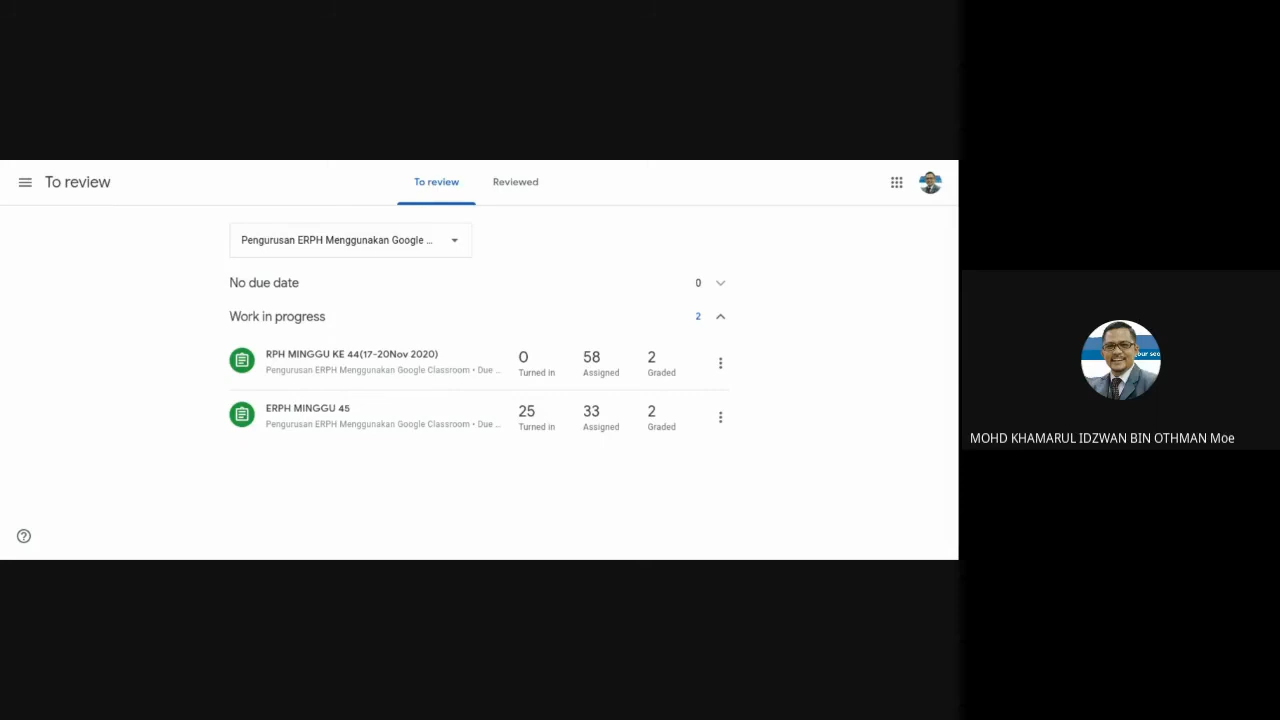 To review
To review
Reviewed
Pengurusan ERPH Menggunakan Google ...
No due date
0
Work in progress
2
RPH MINGGU KE 44(17-20Nov 2020)
Pengurusan ERPH Menggunakan Google Classroom • Due ...
0
58
2
Turned in
Assigned
Graded
ERPH MINGGU 45
Pengurusan ERPH Menggunakan Google Classroom • Due ...
25
33
2
Turned in
Assigned
Graded
MOHD KHAMARUL IDZWAN BIN OTHMAN Moe